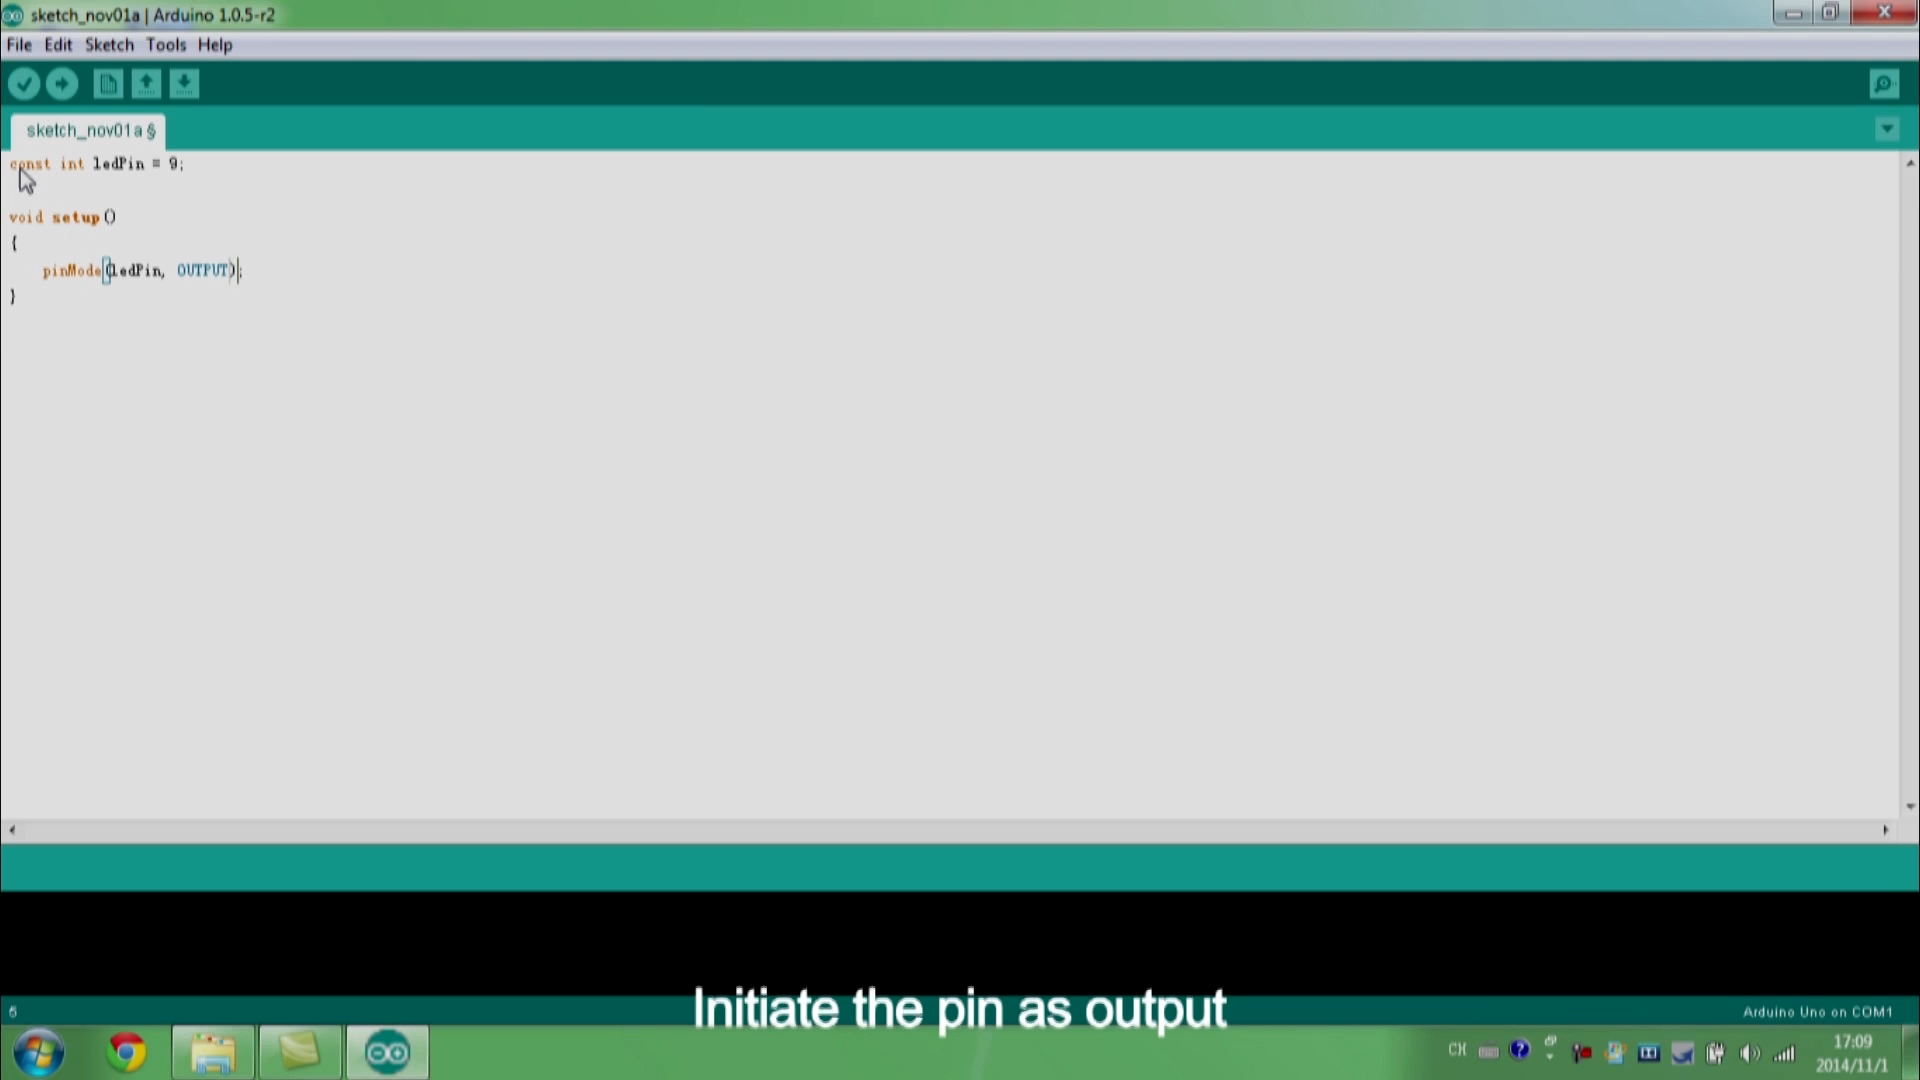 sketch_nov01a | Arduino 1.0.5-r2
File Edit Sketch Tools Help
sketch_nov01a §
const int ledPin = 9;
void setup()
{
pinMode(ledPin, OUTPUT);
}
Initiate the pin as output
5
Arduino Uno on COM1
CH
17:09
2014/11/1